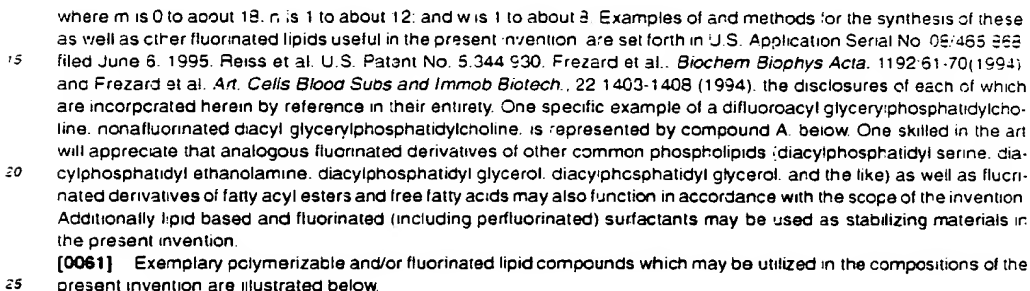 where m is 0 to about 18. n is 1 to about 12: and w is 1 to about 8. Examples of and methods for the synthesis of these
as well as other fluorinated lipids useful in the present invention are set forth in U.S. Application Serial No
15 filed June 6. 1995. Reiss et al. U.S. Patent No. 5.344 930. Frezard et al.. Biochem Biophys Acta. 1192:61-70(1994)
and Frezard et al. Art. Cells Blood Subs and Immob Biotech., 22 1403-1408 (1994). the disclosures of each of which
are incorporated herein by reference in their entirety. One specific example of a difluoroacyl glycerylphosphatidylcho-
line. nonafluorinated diacyl glycerylphosphatidylcholine. is represented by compound A. below. One skilled in the art
will appreciate that analogous fluorinated derivatives of other common phospholipids (diacylphosphatidyl serine. dia-
20 cylphosphatidyl ethanolamine. diacylphosphatidyl glycerol. diacylphosphatidyl glycerol. and the like) as well as fluori-
nated derivatives of fatty acyl esters and free fatty acids may also function in accordance with the scope of the invention
Additionally lipid based and fluorinated (including perfluorinated) surfactants may be used as stabilizing materials in
the present invention.
[0061] Exemplary polymerizable and/or fluorinated lipid compounds which may be utilized in the compositions of the
25 present invention are illustrated below.